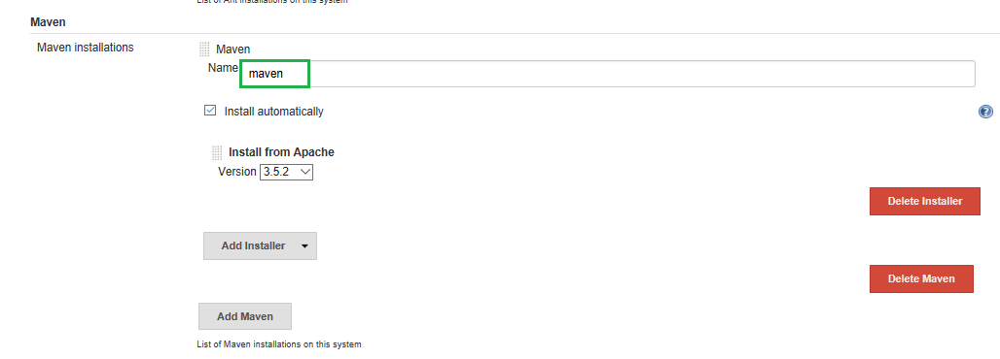 List of Ant installations on this system
Maven
Maven installations
Maven
Name maven
Install automatically
Install from Apache
Version 3.5.2
Delete Installer
Add Installer
Delete Maven
Add Maven
List of Maven installations on this system